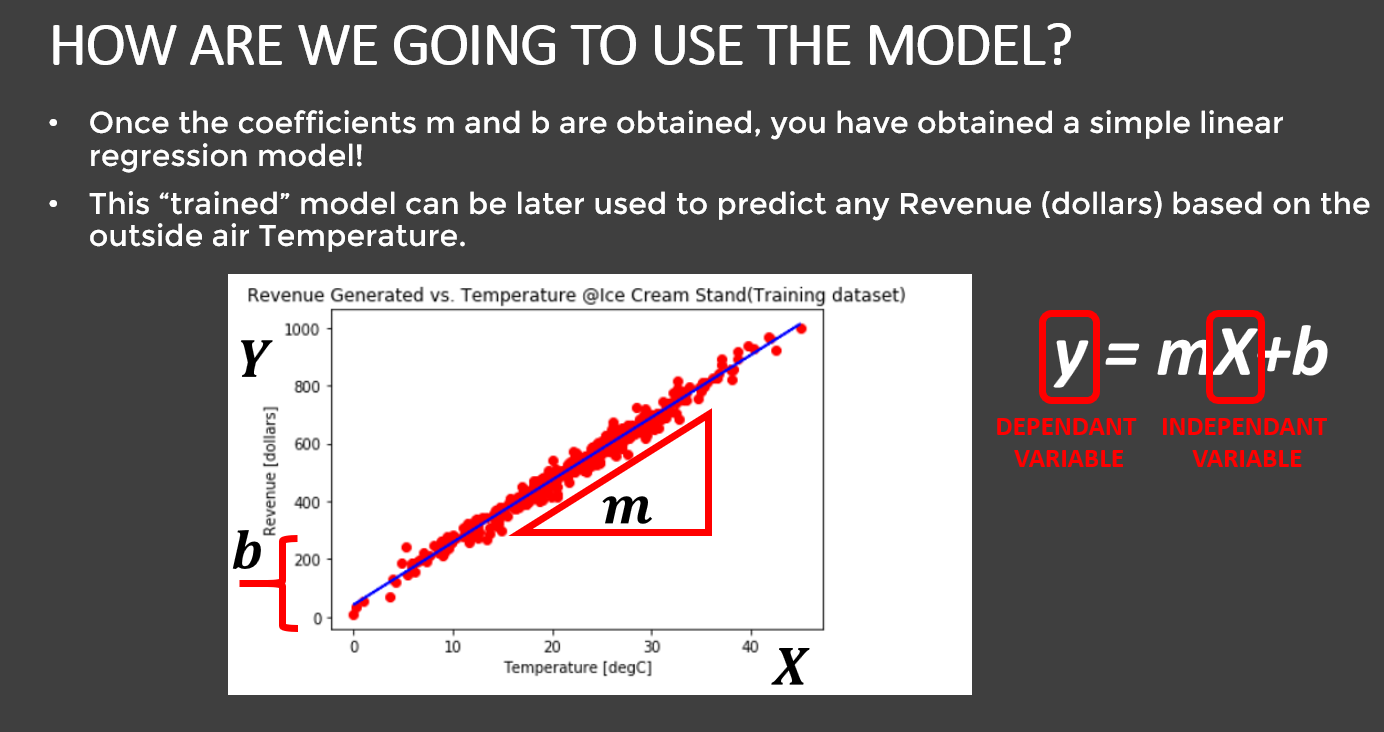 HOW ARE WE GOING TO USE THE MODEL?
• Once the coefficients m and b are obtained, you have obtained a simple linear
regression model!
• This “trained” model can be later used to predict any Revenue (dollars) based on the
outside air Temperature.
Revenue Generated vs. Temperature @Ice Cream Stand(Training dataset)
Y
Revenue [dollars]
1000
800
600
400
200
0
b
m
0 10 20 30 40
Temperature [degC]
X
y = mX+b
DEPENDANT
VARIABLE
INDEPENDANT
VARIABLE